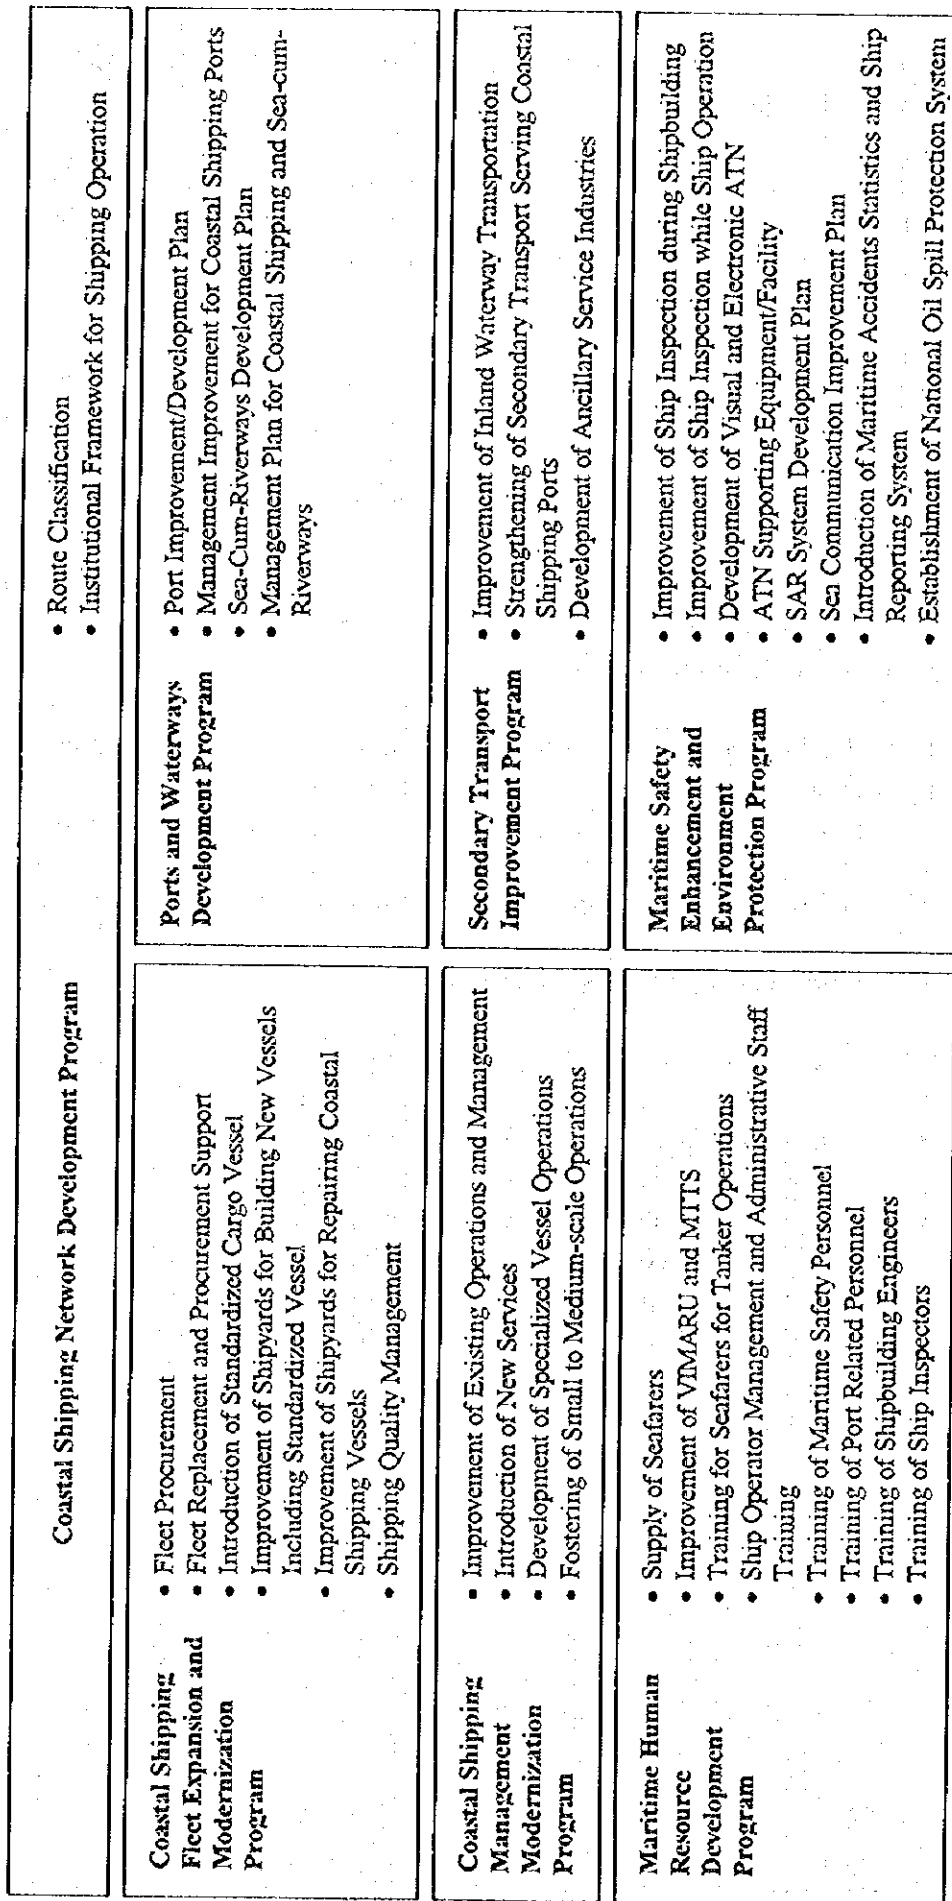 Coastal Shipping Network Development Program
• Route Classification
• Institutional Framework for Shipping Operation
Coastal Shipping
Fleet Expansion and
Modernization
Program
• Fleet Procurement
• Fleet Replacement and Procurement Support
• Introduction of Standardized Cargo Vessel
• Improvement of Shipyards for Building New Vessels
Including Standardized Vessel
• Improvement of Shipyards for Repairing Coastal
Shipping Vessels
• Shipping Quality Management
Ports and Waterways
Development Program
• Port Improvement/Development Plan
• Management Improvement for Coastal Shipping Ports
• Sea-Cum-Riverways Development Plan
• Management Plan for Coastal Shipping and Sea-cum-
Riverways
Coastal Shipping
Management
Modernization
Program
• Improvement of Existing Operations and Management
• Introduction of New Services
• Development of Specialized Vessel Operations
• Fostering of Small to Medium-scale Operations
Secondary Transport
Improvement Program
• Improvement of Inland Waterway Transportation
• Strengthening of Secondary Transport Serving Coastal
Shipping Ports
• Development of Ancillary Service Industries
Maritime Human
Resource
Development
Program
• Supply of Seafarers
• Improvement of VIMARU and MTTS
• Training for Seafarers for Tanker Operations
• Ship Operator Management and Administrative Staff
Training
• Training of Maritime Safety Personnel
• Training of Port Related Personnel
• Training of Shipbuilding Engineers
• Training of Ship Inspectors
Maritime Safety
Enhancement and
Environment
Protection Program
• Improvement of Ship Inspection during Shipbuilding
• Improvement of Ship Inspection while Ship Operation
• Development of Visual and Electronic ATN
• ATN Supporting Equipment/Facility
• SAR System Development Plan
• Sea Communication Improvement Plan
• Introduction of Maritime Accidents Statistics and Ship
Reporting System
• Establishment of National Oil Spill Protection System